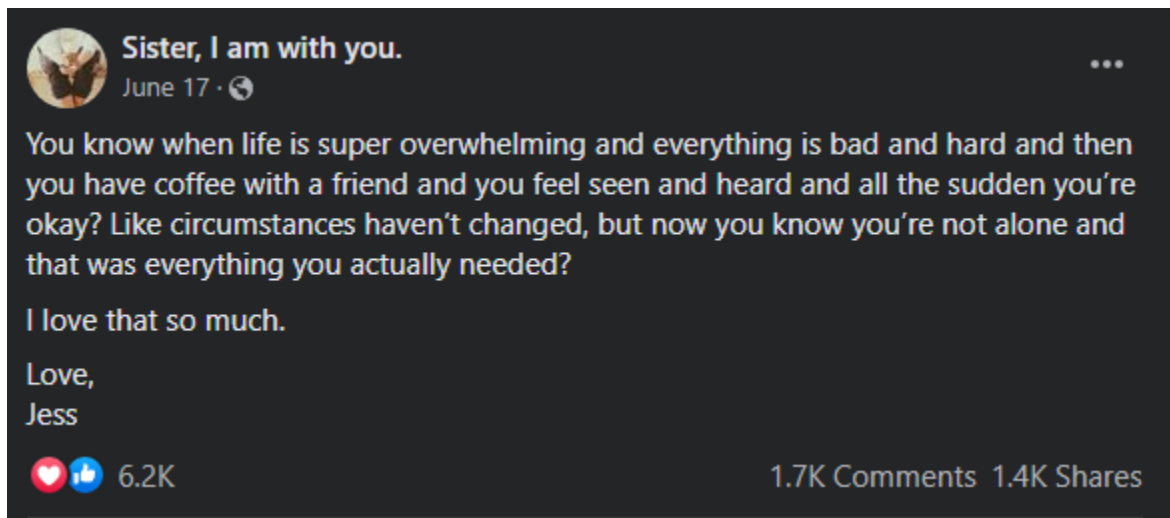 Sister, I am with you.
June 17 ·
You know when life is super overwhelming and everything is bad and hard and then
you have coffee with a friend and you feel seen and heard and all the sudden you’re
okay? Like circumstances haven’t changed, but now you know you’re not alone and
that was everything you actually needed?
I love that so much.
Love,
Jess
6.2K 1.7K Comments 1.4K Shares